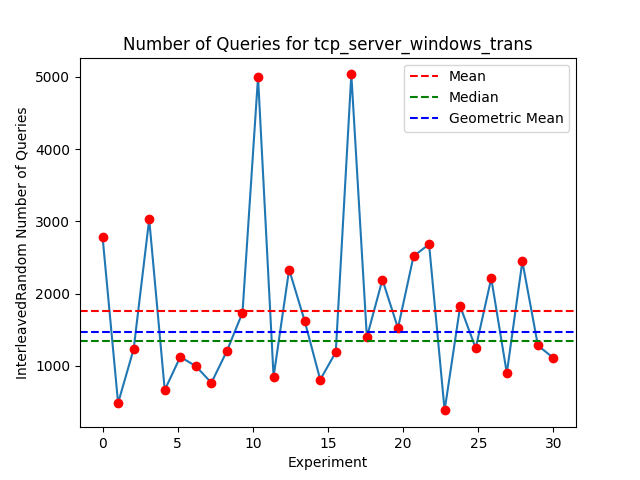 Number of Queries for tcp_server_windows_trans
Mean
Median
Geometric Mean
InterleavedRandom Number of Queries
5000
4000
3000
2000
1000
0 5 10 15 20 25 30
Experiment